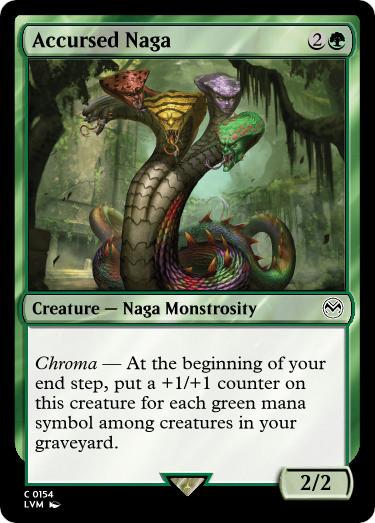 Accursed Naga 2
Creature — Naga Monstrosity
Chroma — At the beginning of your
end step, put a +1/+1 counter on
this creature for each green mana
symbol among creatures in your
graveyard.
2/2
C 0154
LVM